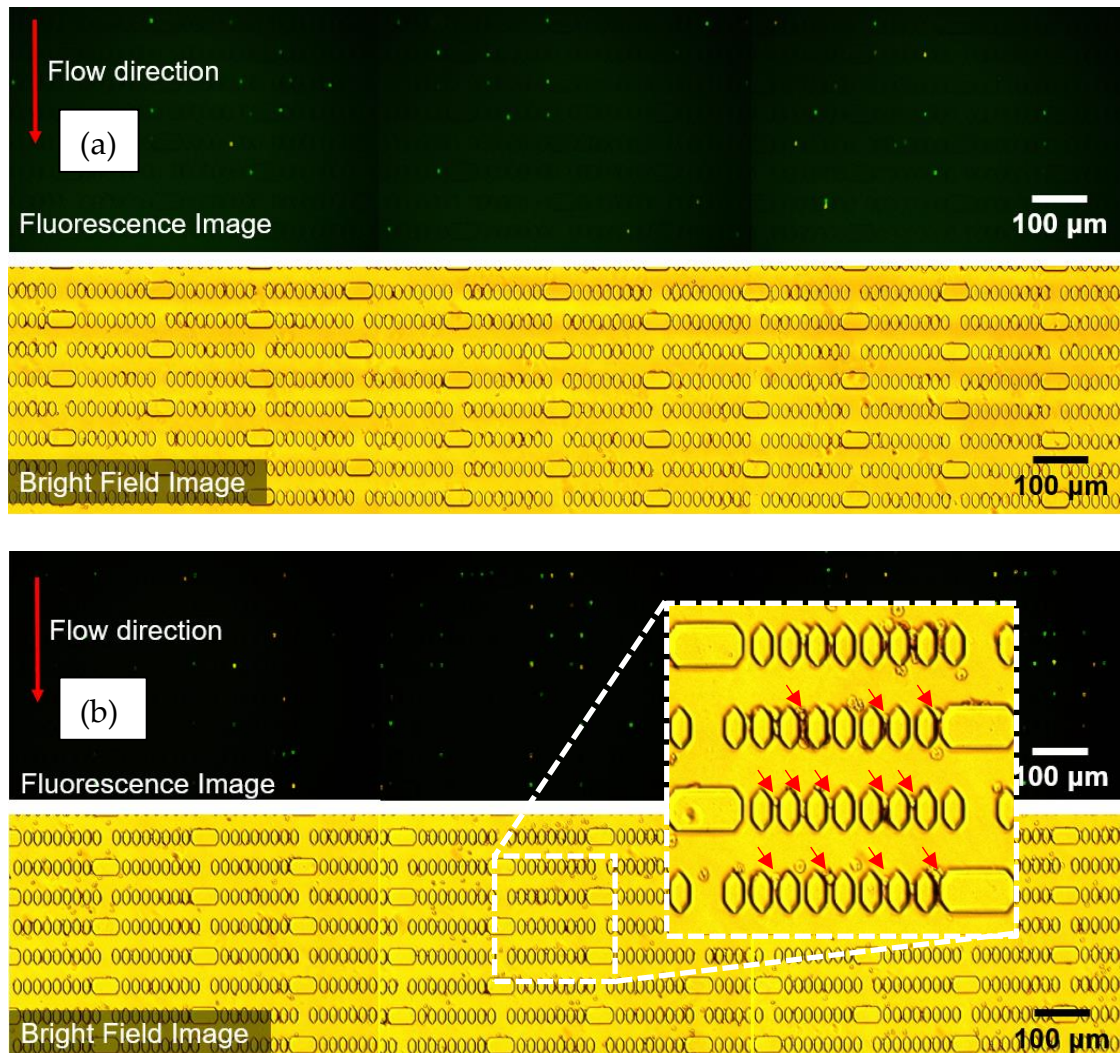 Flow direction
(a)
Fluorescence Image
100 µm
Bright Field Image
100 µm
Flow direction
(b)
Fluorescence Image
100 µm
Bright Field Image
100 µm